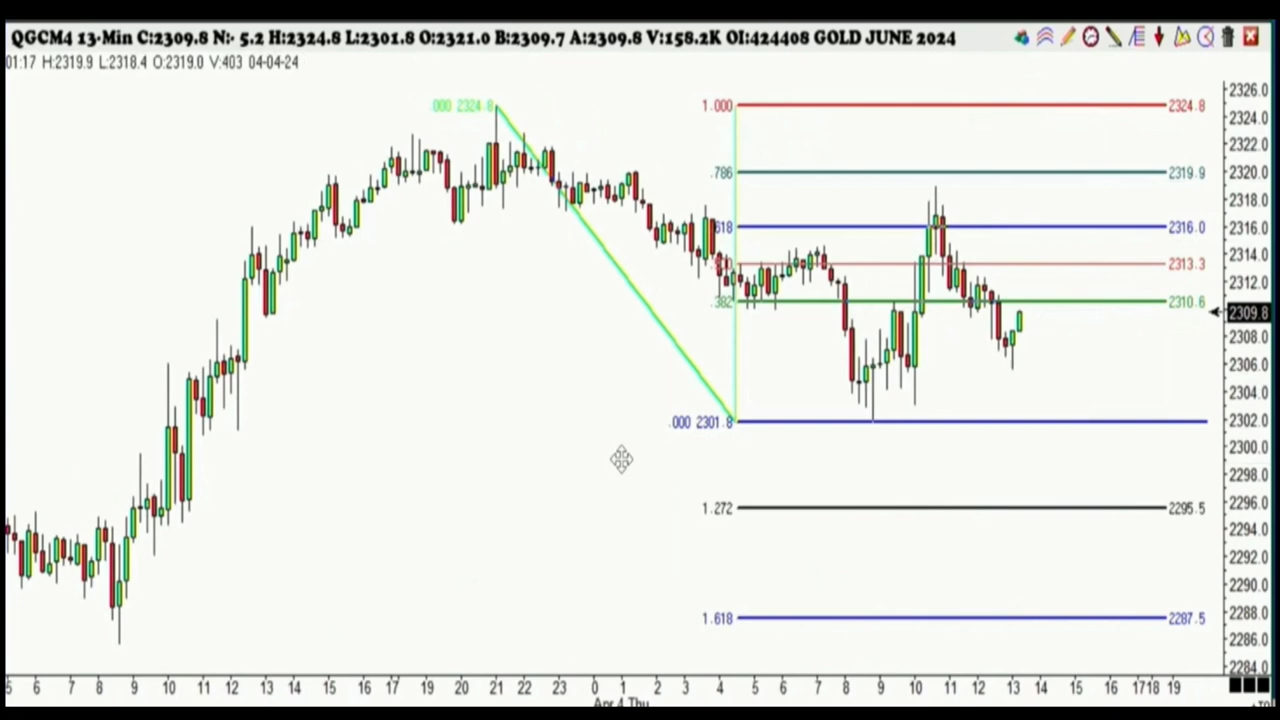 QGCM4 13-Min C:2309.8 N:- 5.2 H:2324.8 L:2301.8 O:2321.0 B:2309.7 A:2309.8 V:158.2K OI:424408 GOLD JUNE 2024
01:17 H:2319.9 L:2318.4 O:2319.0 V:403 04-04-24
2326.0
.000 2324.8 1.000 2324.8
2324.0
2322.0
.786 2319.9 2320.0
2318.0
.618 2316.0 2316.0
2314.0
2313.3
2312.0
.382 2310.6
2309.8
2308.0
2306.0
2304.0
.000 2301.8 2302.0
2300.0
2298.0
1.272 2295.5 2296.0
2294.0
2292.0
2290.0
2288.0
1.618 2287.5
2286.0
2284.0
5 6 7 8 9 10 11 12 13 14 15 16 17 19 20 21 22 23 0 1 2 3 4 5 6 7 8 9 10 11 12 13 14 15 16 17 18 19
Apr 4 Thu